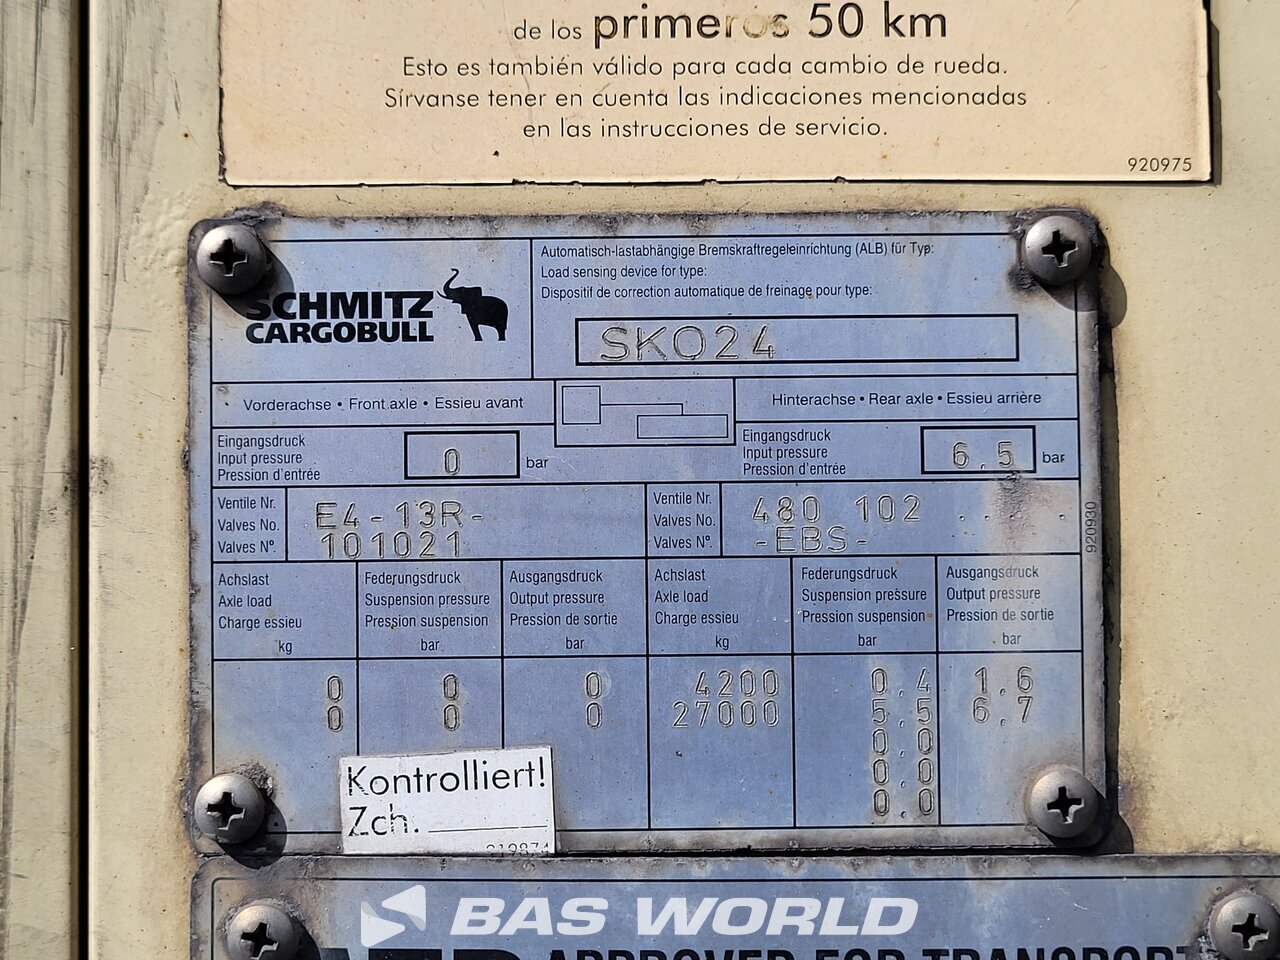 de los primeros 50 km
Esto es también válido para cada cambio de rueda.
Sírvanse tener en cuenta las indicaciones mencionadas
en las instrucciones de servicio.
920975
SCHMITZ
CARGOBULL
Automatisch-lastabhängige Bremskraftregeleinrichtung (ALB) für Typ:
Load sensing device for type:
Dispositif de correction automatique de freinage pour type:
SKO24
Vorderachse • Front axle • Essieu avant
Hinterachse • Rear axle • Essieu arrière
Eingangsdruck
Input pressure
Pression d'entrée
0 bar
Eingangsdruck
Input pressure
Pression d'entrée
6.5 bar
Ventile Nr.
Valves No.
Valves N°.
E4-13R-
101021
Ventile Nr.
Valves No.
Valves N°.
480 102 ....
-EBS-
920930
Achslast
Axle load
Charge essieu
kg
Federungsdruck
Suspension pressure
Pression suspension
bar
Ausgangsdruck
Output pressure
Pression de sortie
bar
Achslast
Axle load
Charge essieu
kg
Federungsdruck
Suspension pressure
Pression suspension
bar
Ausgangsdruck
Output pressure
Pression de sortie
bar
0 0 0 4200 0.4 1.6
0 0 0 27000 5.5 6.7
0.0
0.0
0.0
Kontrolliert!
Zch.
919874
BAS WORLD
APPROVED FOR TRANSPORT